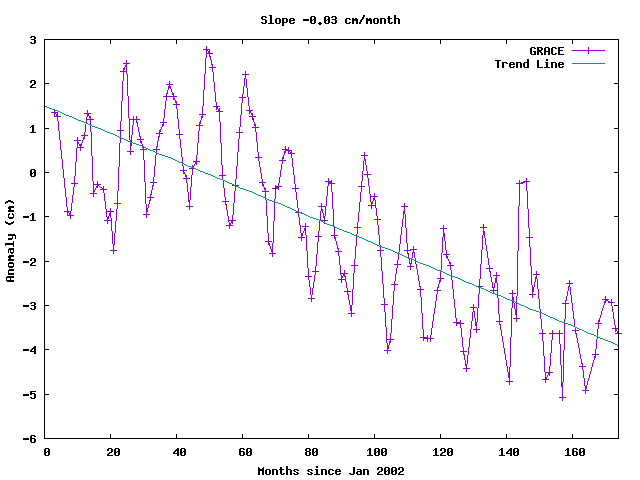 Slope -0.03 cm/month
3
GRACE
Trend Line
2
1
0
-1
-2
-3
-4
-5
-6
Anomaly (cm)
0 20 40 60 80 100 120 140 160
Months since Jan 2002